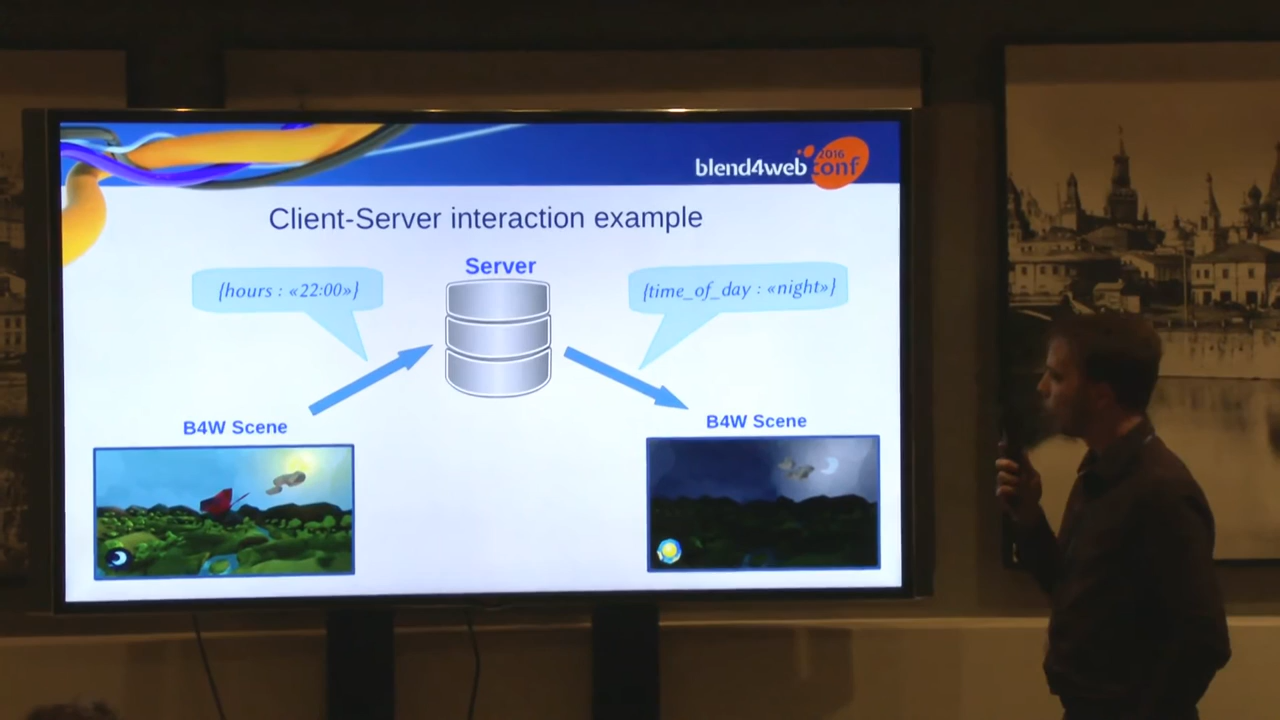 blend4web
2016
conf
Client-Server interaction example
Server
{hours : «22:00»}
{time_of_day : «night»}
B4W Scene
B4W Scene